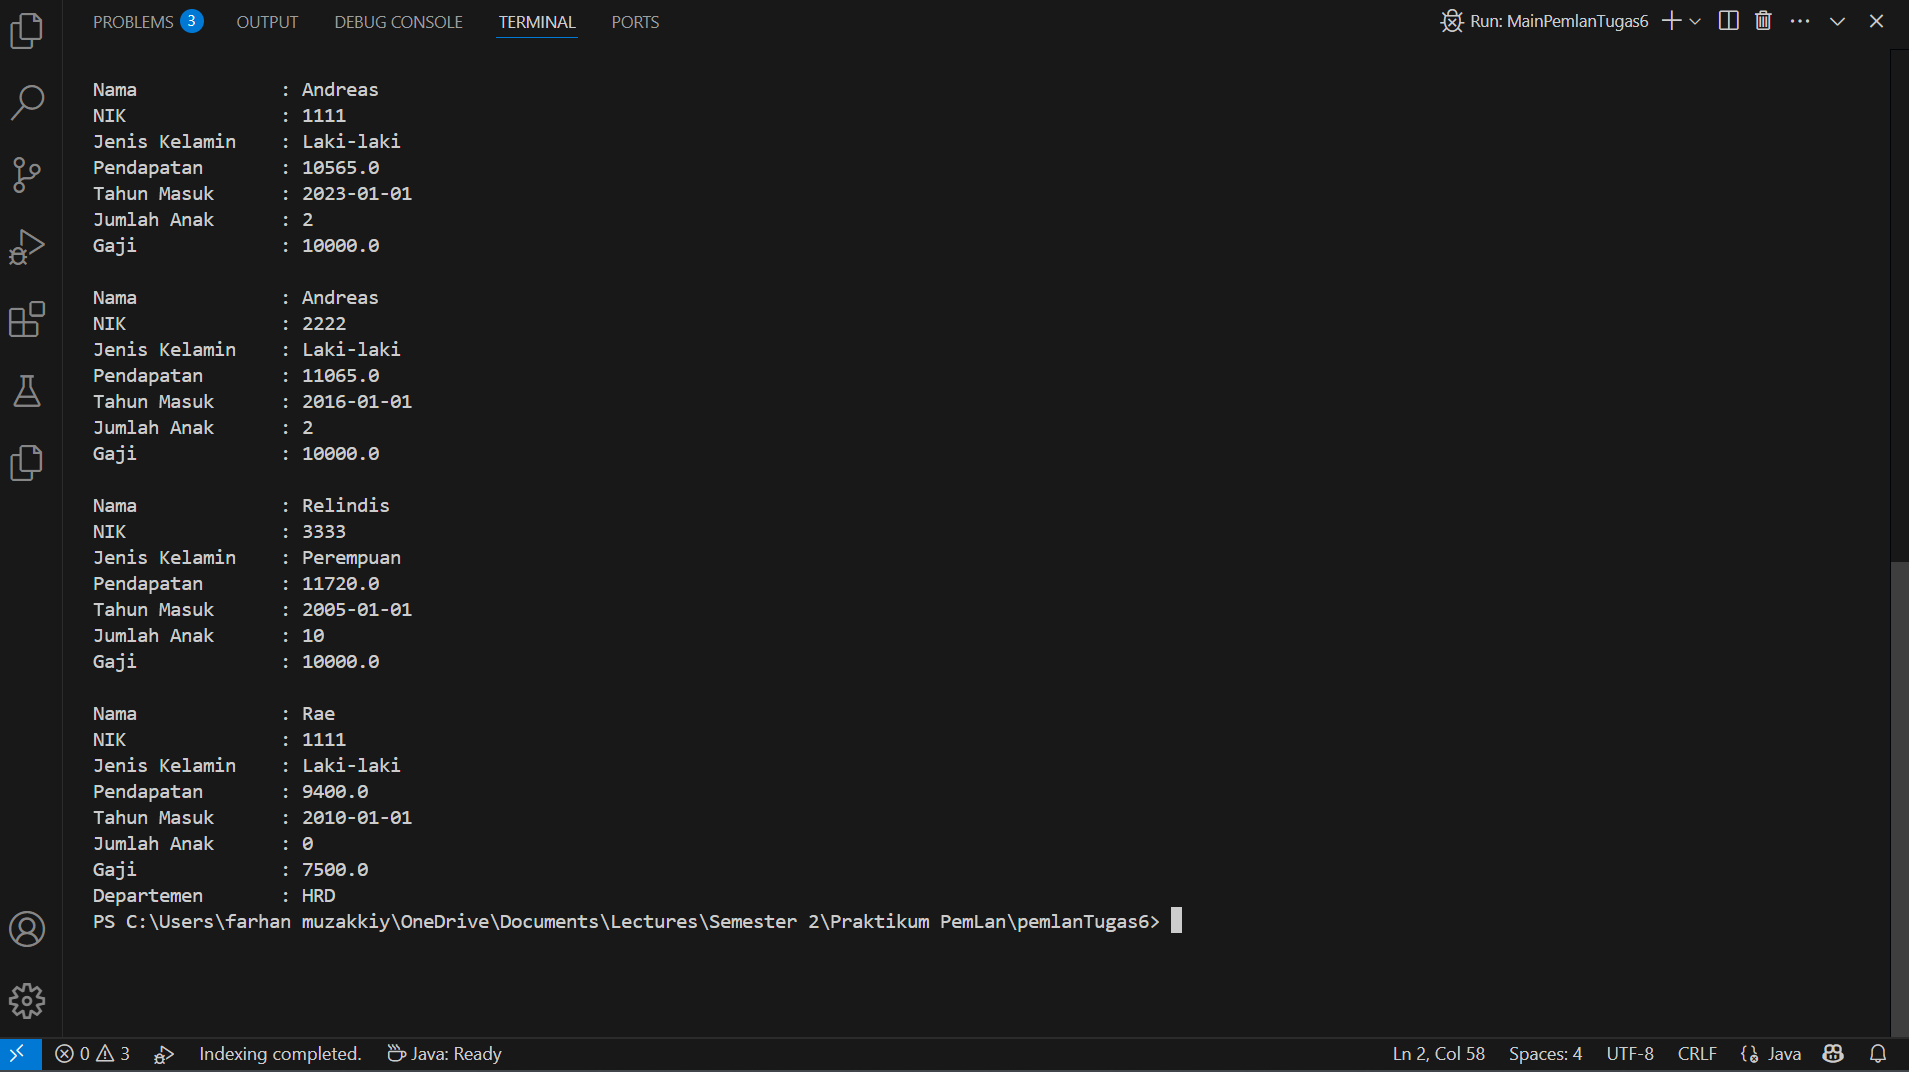 PROBLEMS 3 OUTPUT DEBUG CONSOLE TERMINAL PORTS Run: MainPemlanTugas6
Nama : Andreas
NIK : 1111
Jenis Kelamin : Laki-laki
Pendapatan : 10565.0
Tahun Masuk : 2023-01-01
Jumlah Anak : 2
Gaji : 10000.0
Nama : Andreas
NIK : 2222
Jenis Kelamin : Laki-laki
Pendapatan : 11065.0
Tahun Masuk : 2016-01-01
Jumlah Anak : 2
Gaji : 10000.0
Nama : Relindis
NIK : 3333
Jenis Kelamin : Perempuan
Pendapatan : 11720.0
Tahun Masuk : 2005-01-01
Jumlah Anak : 10
Gaji : 10000.0
Nama : Rae
NIK : 1111
Jenis Kelamin : Laki-laki
Pendapatan : 9400.0
Tahun Masuk : 2010-01-01
Jumlah Anak : 0
Gaji : 7500.0
Departemen : HRD
PS C:\Users\farhan muzakkiy\OneDrive\Documents\Lectures\Semester 2\Praktikum PemLan\pemlanTugas6>
0 3 Indexing completed. Java: Ready Ln 2, Col 58 Spaces: 4 UTF-8 CRLF Java